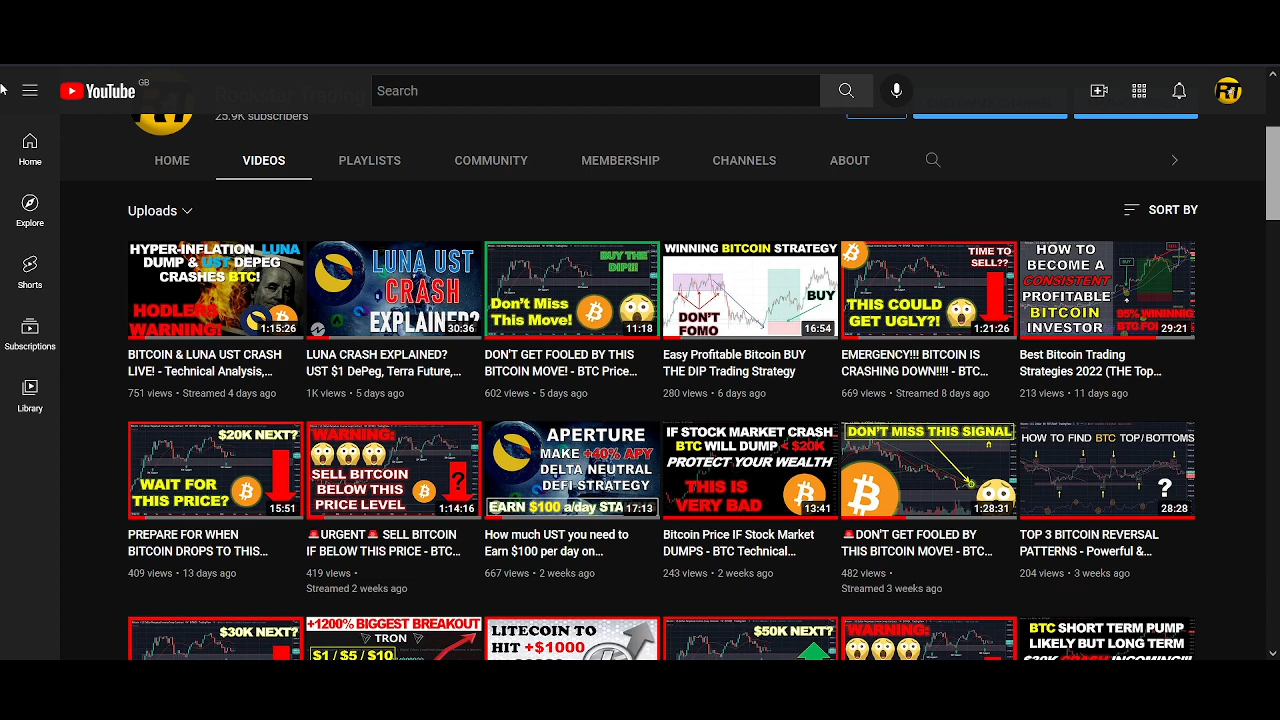 YouTube GB
Search
RT
Rockstar Trading
25.9K subscribers
HOME VIDEOS PLAYLISTS COMMUNITY MEMBERSHIP CHANNELS ABOUT
Home
Explore
Shorts
Subscriptions
Library
Uploads
SORT BY
HYPER-INFLATION, LUNA
DUMP & UST DEPEG
CRASHES BTC!
HODLERS
WARNING!
1:15:26
BITCOIN & LUNA UST CRASH
LIVE! - Technical Analysis,...
751 views • Streamed 4 days ago
LUNA UST
CRASH
EXPLAINED?
30:36
LUNA CRASH EXPLAINED?
UST $1 DePeg, Terra Future,...
1K views • 5 days ago
BUY THE
DIP!!!
Don't Miss
This Move!
11:18
DON'T GET FOOLED BY THIS
BITCOIN MOVE! - BTC Price...
602 views • 5 days ago
WINNING BITCOIN STRATEGY
BUY
DON'T
FOMO
16:54
Easy Profitable Bitcoin BUY
THE DIP Trading Strategy
280 views • 6 days ago
TIME TO
SELL??
THIS COULD
GET UGLY?!
1:21:26
EMERGENCY!!! BITCOIN IS
CRASHING DOWN!!!! - BTC...
669 views • Streamed 8 days ago
HOW TO
BECOME A
CONSISTENT
PROFITABLE
BITCOIN
INVESTOR
BUY
29:21
Best Bitcoin Trading
Strategies 2022 (THE Top...
213 views • 11 days ago
$20K NEXT?
WAIT FOR
THIS PRICE?
15:51
PREPARE FOR WHEN
BITCOIN DROPS TO THIS...
409 views • 13 days ago
WARNING:
SELL BITCOIN
BELOW THIS
PRICE LEVEL
?
1:14:16
🚨URGENT🚨 SELL BITCOIN
IF BELOW THIS PRICE - BTC...
419 views •
Streamed 2 weeks ago
APERTURE
MAKE +40% APY
DELTA NEUTRAL
DEFI STRATEGY
EARN $100 a/day STA
17:13
How much UST you need to
Earn $100 per day on...
667 views • 2 weeks ago
IF STOCK MARKET CRASH
BTC WILL DUMP < $20K
PROTECT YOUR WEALTH
THIS IS
VERY BAD
13:41
Bitcoin Price IF Stock Market
DUMPS - BTC Technical...
243 views • 2 weeks ago
DON'T MISS THIS SIGNAL
1:28:31
🚨DON'T GET FOOLED BY
THIS BITCOIN MOVE! - BTC...
482 views •
Streamed 3 weeks ago
HOW TO FIND BTC TOP/BOTTOMS
?
28:28
TOP 3 BITCOIN REVERSAL
PATTERNS - Powerful &...
204 views • 3 weeks ago
$30K NEXT?
+1200% BIGGEST BREAKOUT
TRON
$1 / $5 / $10
LITECOIN TO
HIT +$1000
$50K NEXT?
WARNING:
BTC SHORT TERM PUMP
LIKELY BUT LONG TERM